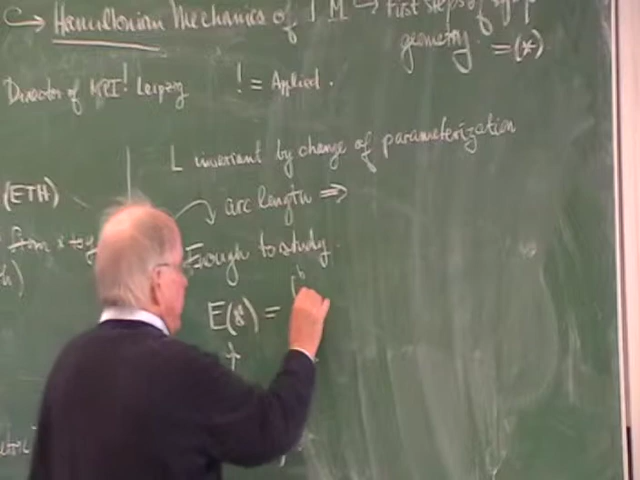 Hamiltonian Mechanics of T M → First steps of
geometry. = (*)
Director of MPI! Leipzig ! = Applied.
L invariant by change of parameterization
(ETH)
arc length ⇒
from x to y
Enough to study.
E(γ) =